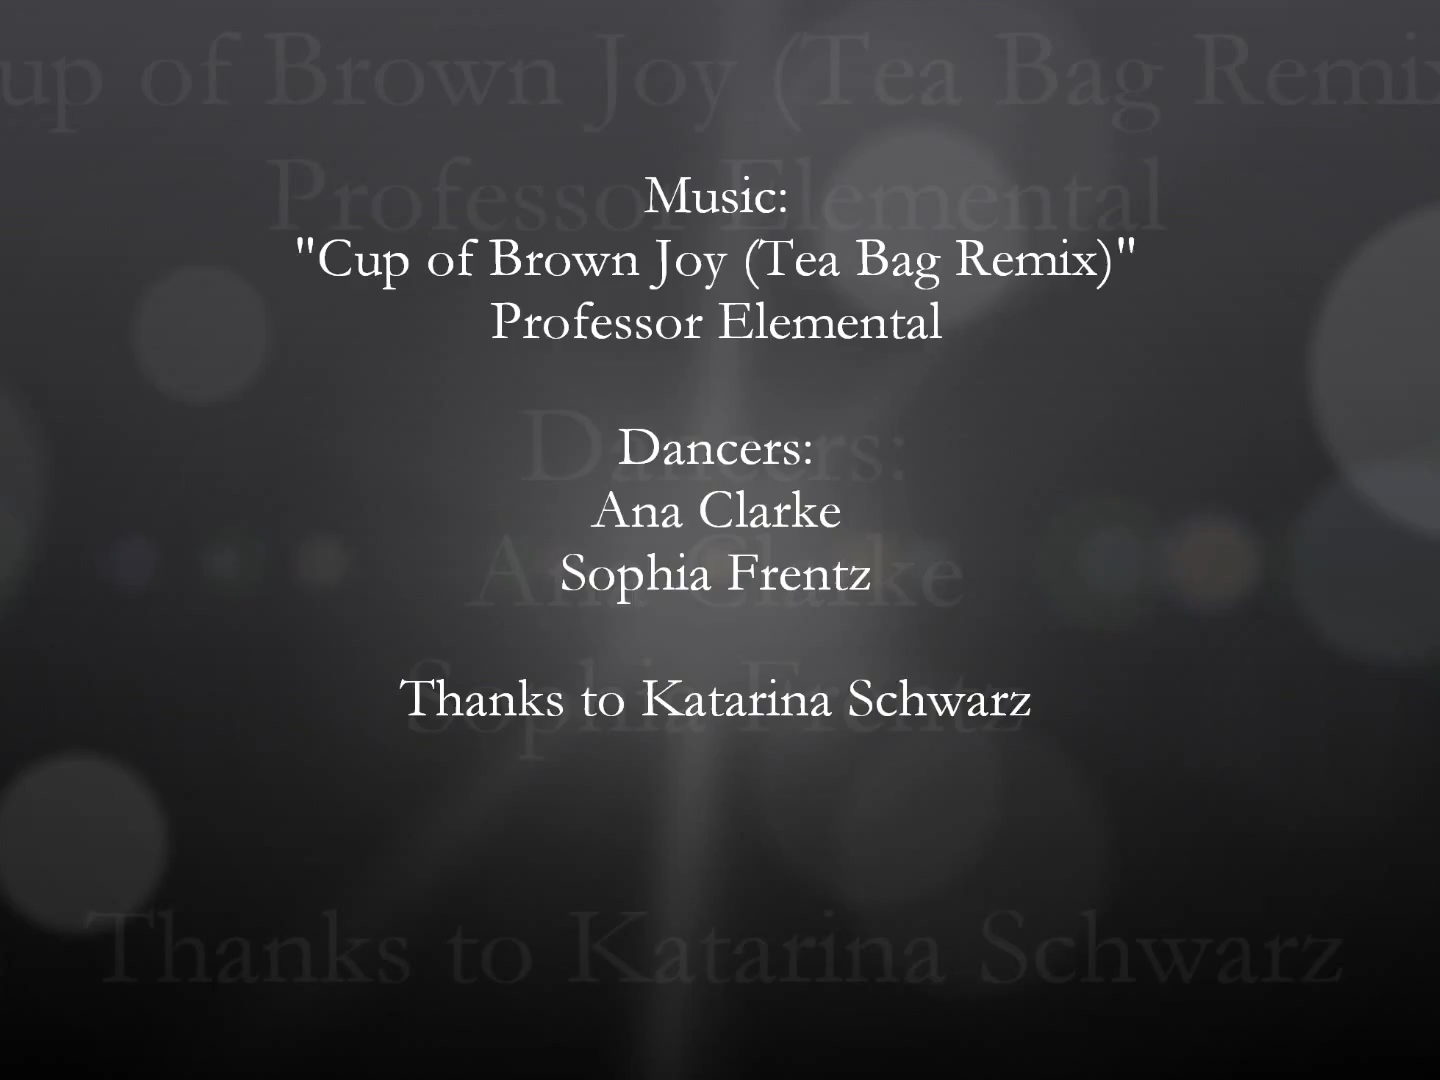 Music:
"Cup of Brown Joy (Tea Bag Remix)"
Professor Elemental
Dancers:
Ana Clarke
Sophia Frentz
Thanks to Katarina Schwarz